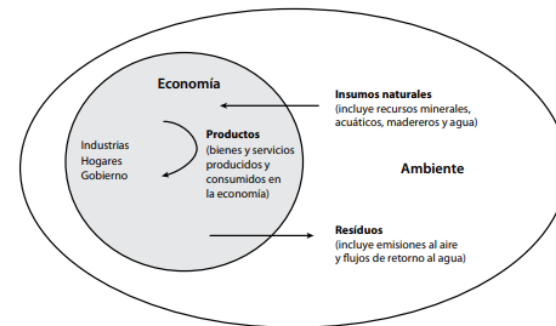 Economía
Industrias
Hogares
Gobierno
Productos
(bienes y servicios
producidos y
consumidos en
la economía)
Insumos naturales
(incluye recursos minerales,
acuáticos, madereros y agua)
Ambiente
Resíduos
(incluye emisiones al aire
y flujos de retorno al agua)